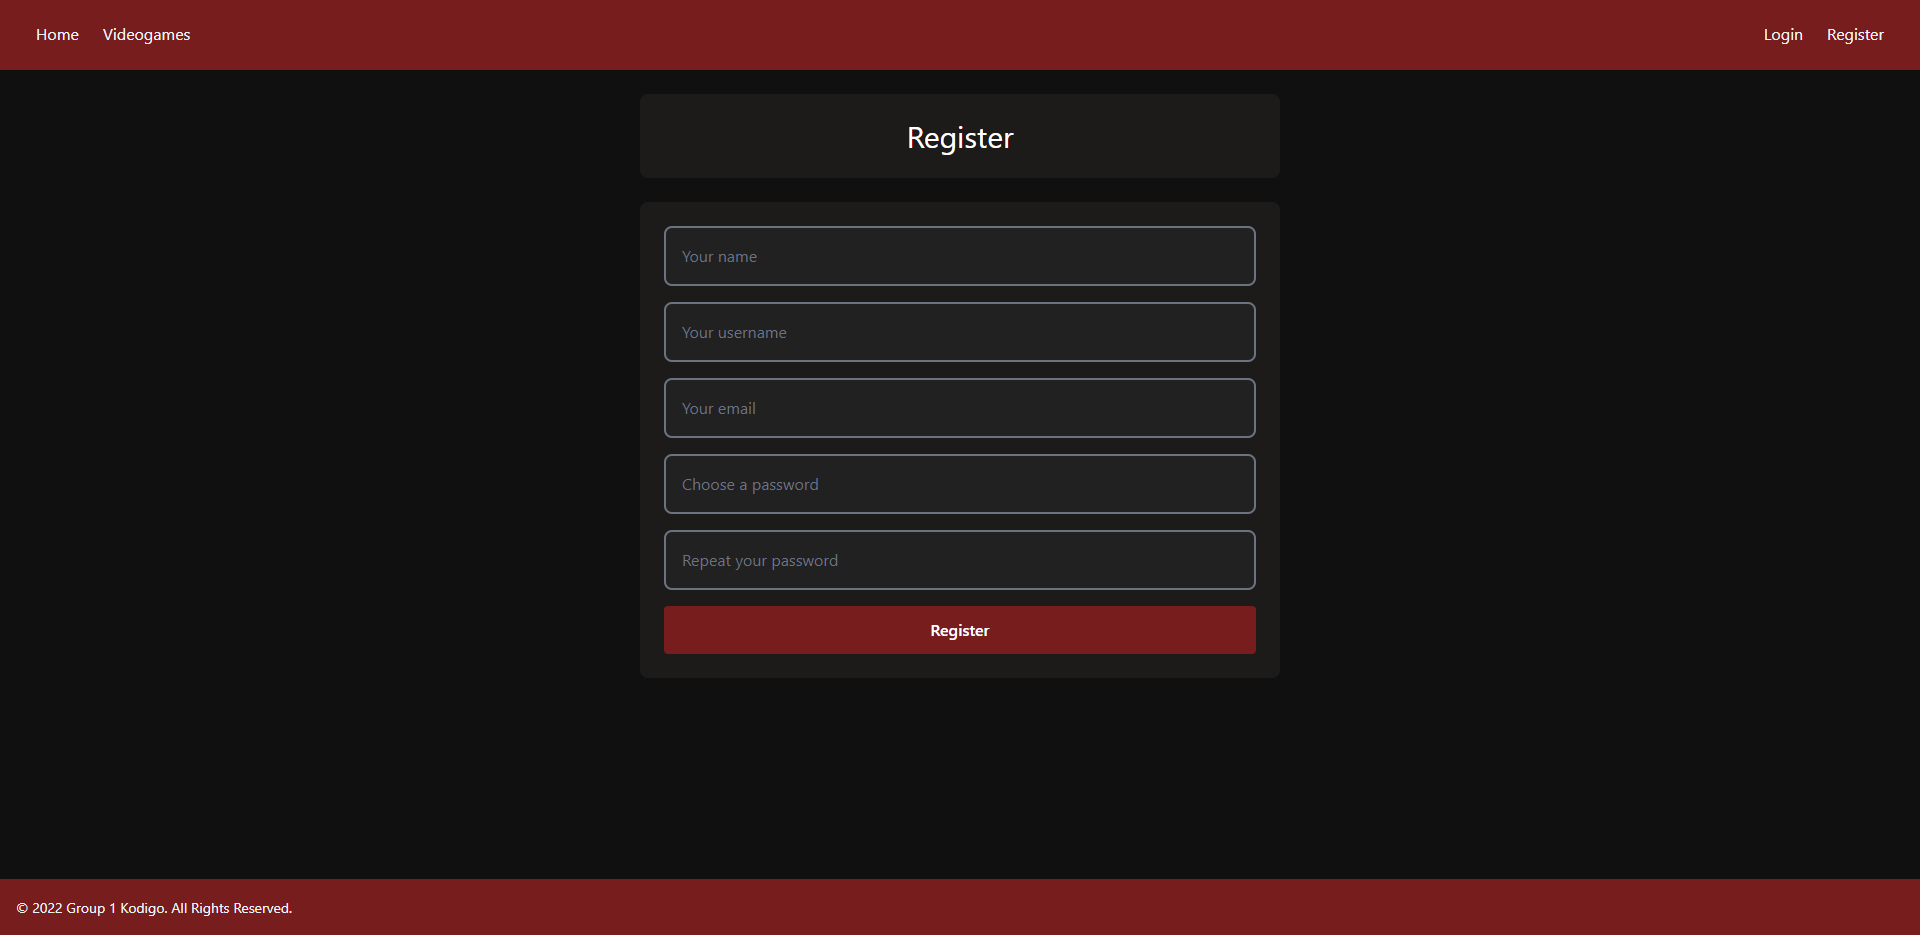 Home Videogames Login Register
Register
Your name
Your username
Your email
Choose a password
Repeat your password
Register
© 2022 Group 1 Kodigo. All Rights Reserved.